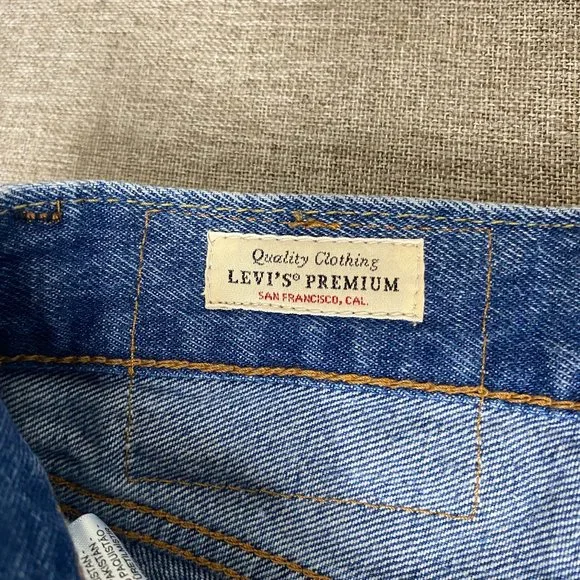 Quality Clothing
LEVI'S® PREMIUM
SAN FRANCISCO, CAL.